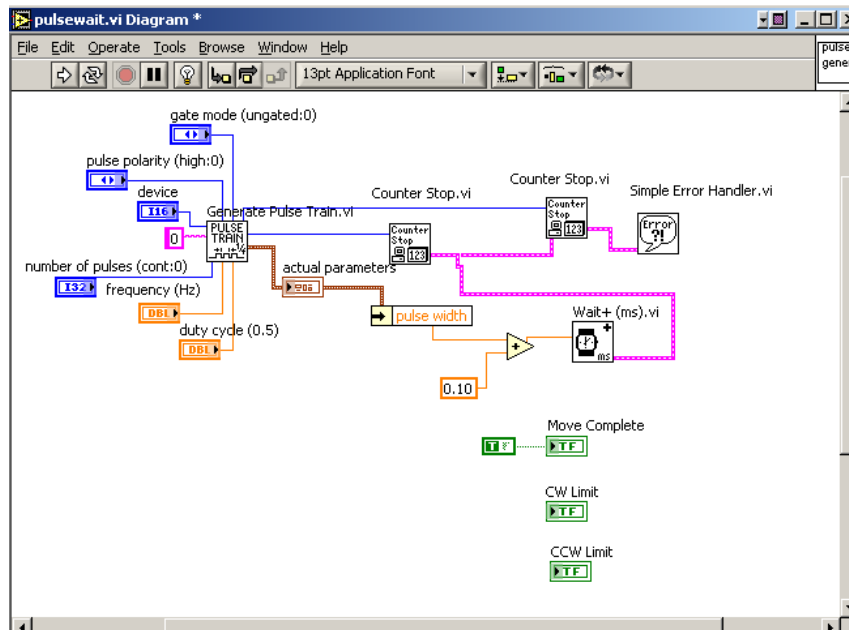 pulsewait.vi Diagram *
File Edit Operate Tools Browse Window Help
13pt Application Font
pulse
gener
gate mode (ungated:0)
pulse polarity (high:0)
device
I16
Generate Pulse Train.vi
PULSE
TRAIN
0
number of pulses (cont:0)
I32
frequency (Hz)
DBL
duty cycle (0.5)
DBL
actual parameters
pulse width
0.10
Counter Stop.vi
Counter
Stop
123
Counter Stop.vi
Counter
Stop
123
Simple Error Handler.vi
Error
?!
Wait+ (ms).vi
+
ms
+
Move Complete
T
TF
CW Limit
TF
CCW Limit
TF